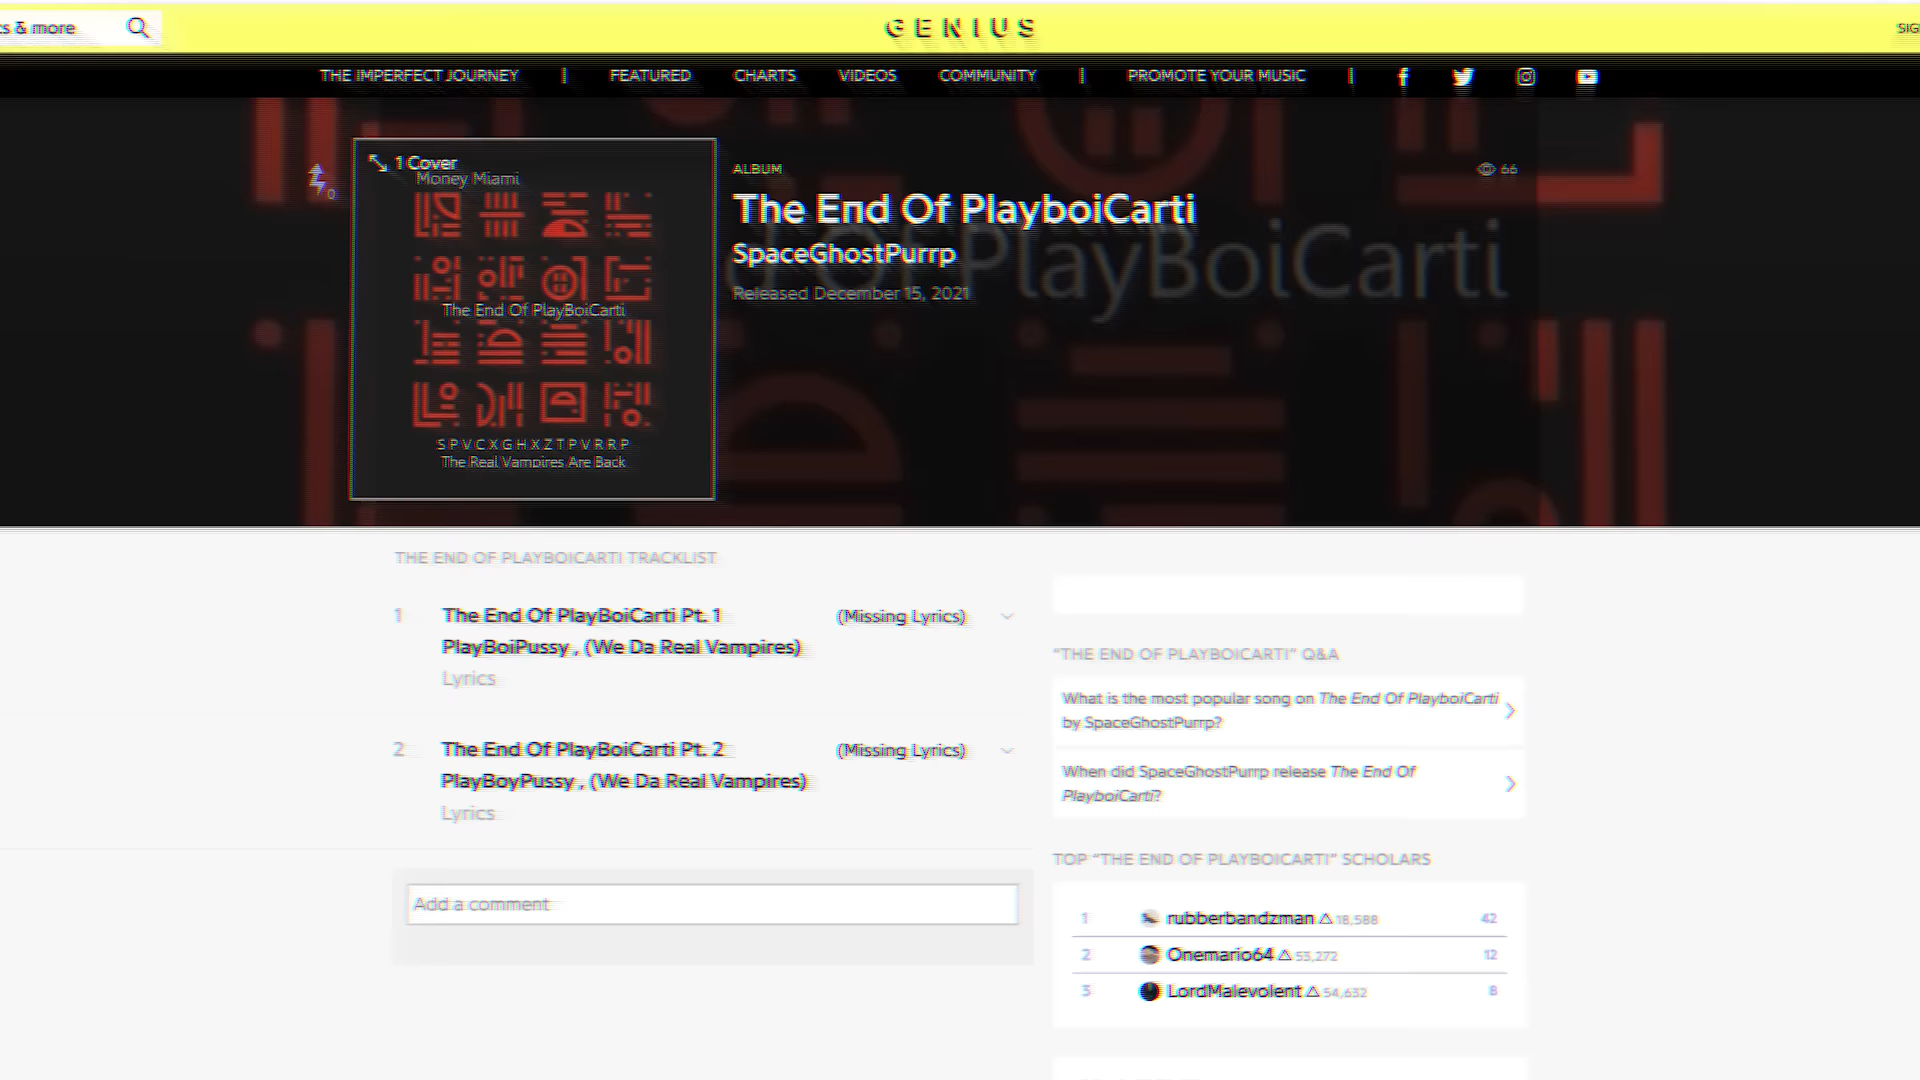 s & more
GENIUS
SIG
THE IMPERFECT JOURNEY | FEATURED CHARTS VIDEOS COMMUNITY | PROMOTE YOUR MUSIC |
0
1 Cover
Money Miami
The End Of PlayBoiCarti
SPVCXGHXZTPVRRP
The Real Vampires Are Back
ALBUM
66
The End Of PlayboiCarti
SpaceGhostPurrp
Released December 15, 2021
d Of PlayBoiCarti
THE END OF PLAYBOICARTI TRACKLIST
1 The End Of PlayBoiCarti Pt. 1 (Missing Lyrics)
PlayBoiPussy , (We Da Real Vampires)
Lyrics
2 The End Of PlayBoiCarti Pt. 2 (Missing Lyrics)
PlayBoyPussy , (We Da Real Vampires)
Lyrics
Add a comment
"THE END OF PLAYBOICARTI" Q&A
What is the most popular song on The End Of PlayboiCarti
by SpaceGhostPurrp?
When did SpaceGhostPurrp release The End Of
PlayboiCarti?
TOP "THE END OF PLAYBOICARTI" SCHOLARS
1 rubberbandzman 18,588 42
2 Onemario64 53,272 12
3 LordMalevolent 54,632 8